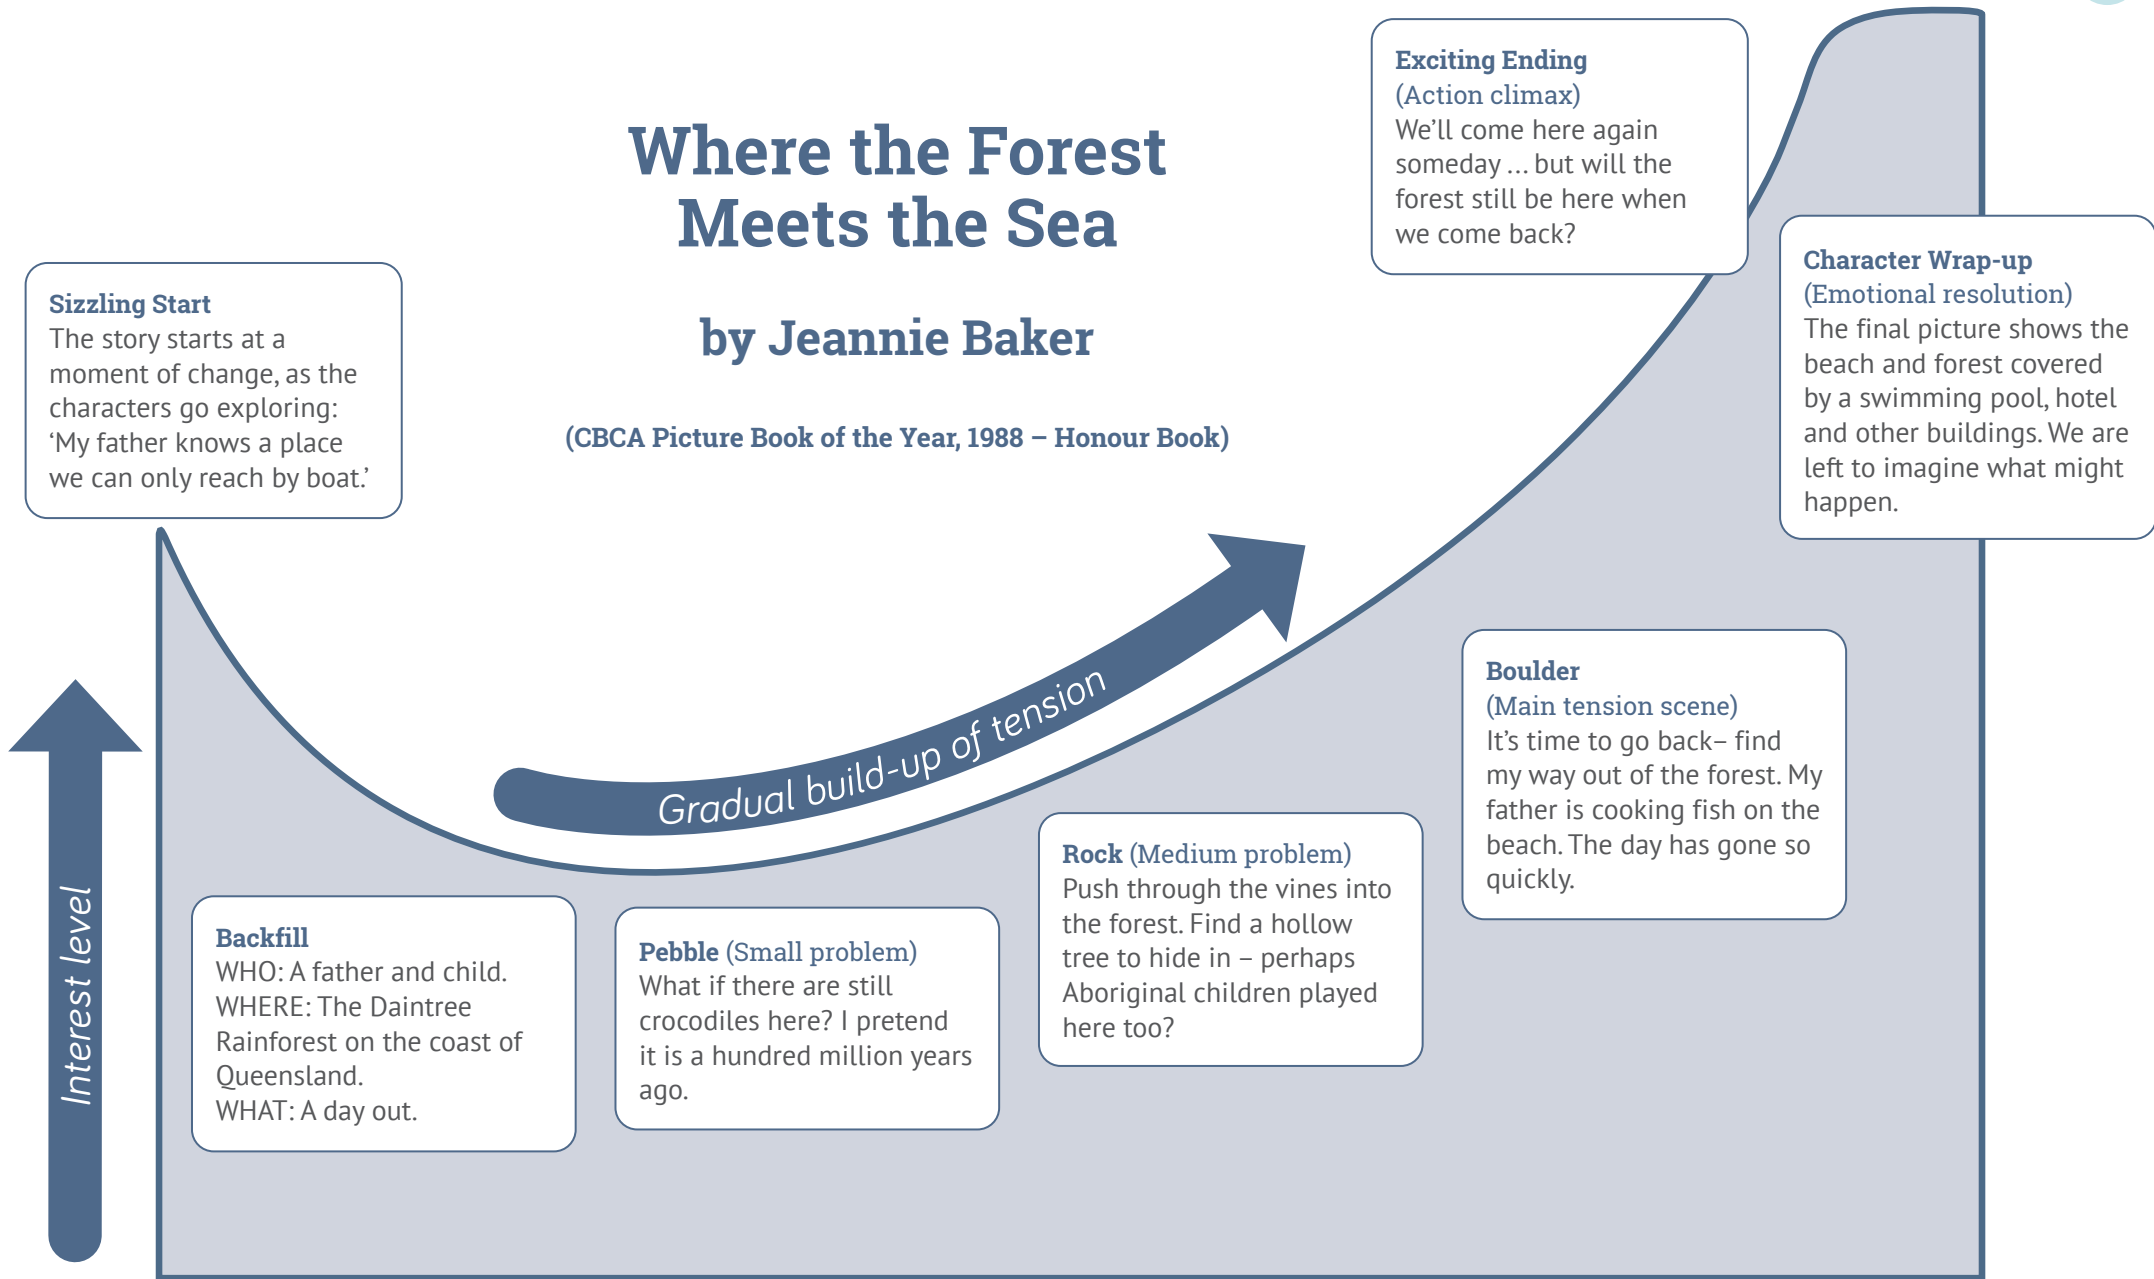 Where the Forest
Meets the Sea
by Jeannie Baker
(CBCA Picture Book of the Year, 1988 – Honour Book)
Sizzling Start
The story starts at a
moment of change, as the
characters go exploring:
‘My father knows a place
we can only reach by boat.’
Interest level
Backfill
WHO: A father and child.
WHERE: The Daintree
Rainforest on the coast of
Queensland.
WHAT: A day out.
Gradual build-up of tension
Pebble (Small problem)
What if there are still
crocodiles here? I pretend
it is a hundred million years
ago.
Rock (Medium problem)
Push through the vines into
the forest. Find a hollow
tree to hide in – perhaps
Aboriginal children played
here too?
Boulder
(Main tension scene)
It’s time to go back– find
my way out of the forest. My
father is cooking fish on the
beach. The day has gone so
quickly.
Exciting Ending
(Action climax)
We’ll come here again
someday ... but will the
forest still be here when
we come back?
Character Wrap-up
(Emotional resolution)
The final picture shows the
beach and forest covered
by a swimming pool, hotel
and other buildings. We are
left to imagine what might
happen.